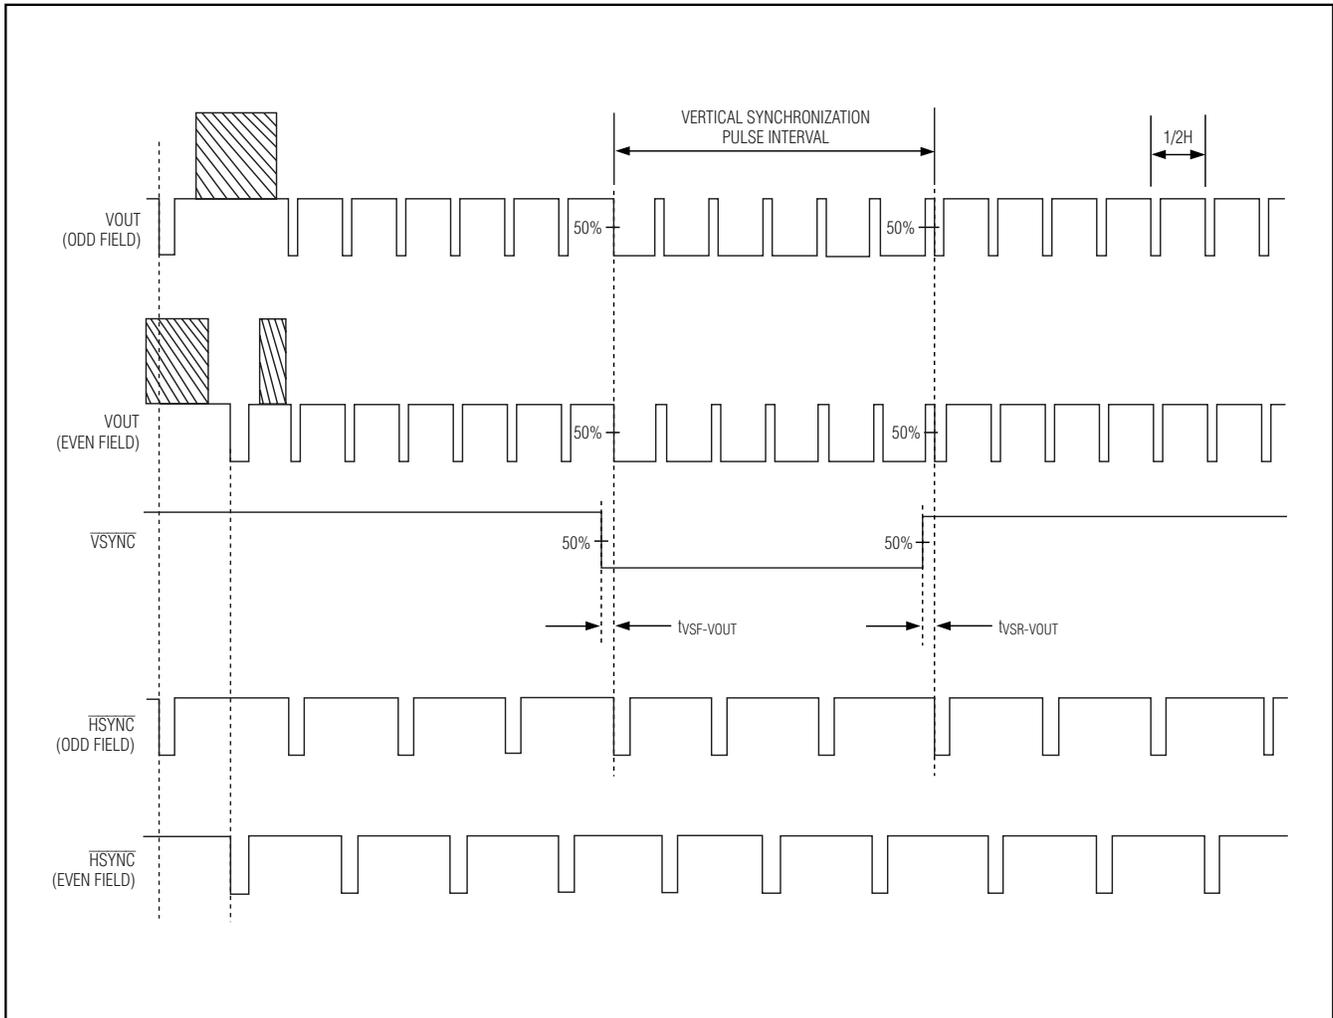 VERTICAL SYNCHRONIZATION
PULSE INTERVAL
1/2H
VOUT
(ODD FIELD)
50%
50%
VOUT
(EVEN FIELD)
50%
50%
VSYNC
50%
50%
tVSF-VOUT
tVSR-VOUT
HSYNC
(ODD FIELD)
HSYNC
(EVEN FIELD)